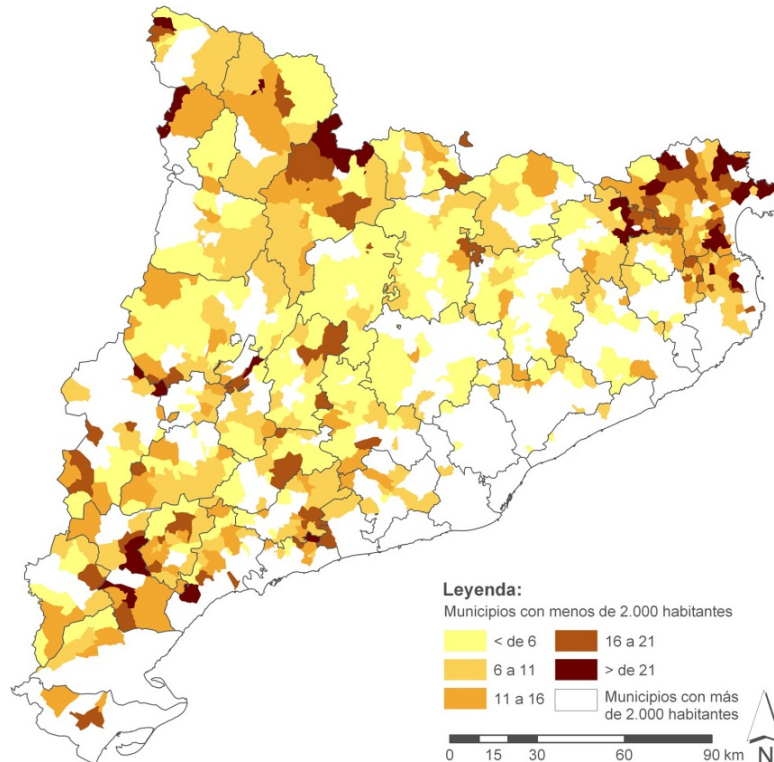 Leyenda:
Municipios con menos de 2.000 habitantes
< de 6
16 a 21
6 a 11
> de 21
11 a 16
Municipios con más
de 2.000 habitantes
0 15 30 60 90 km
N